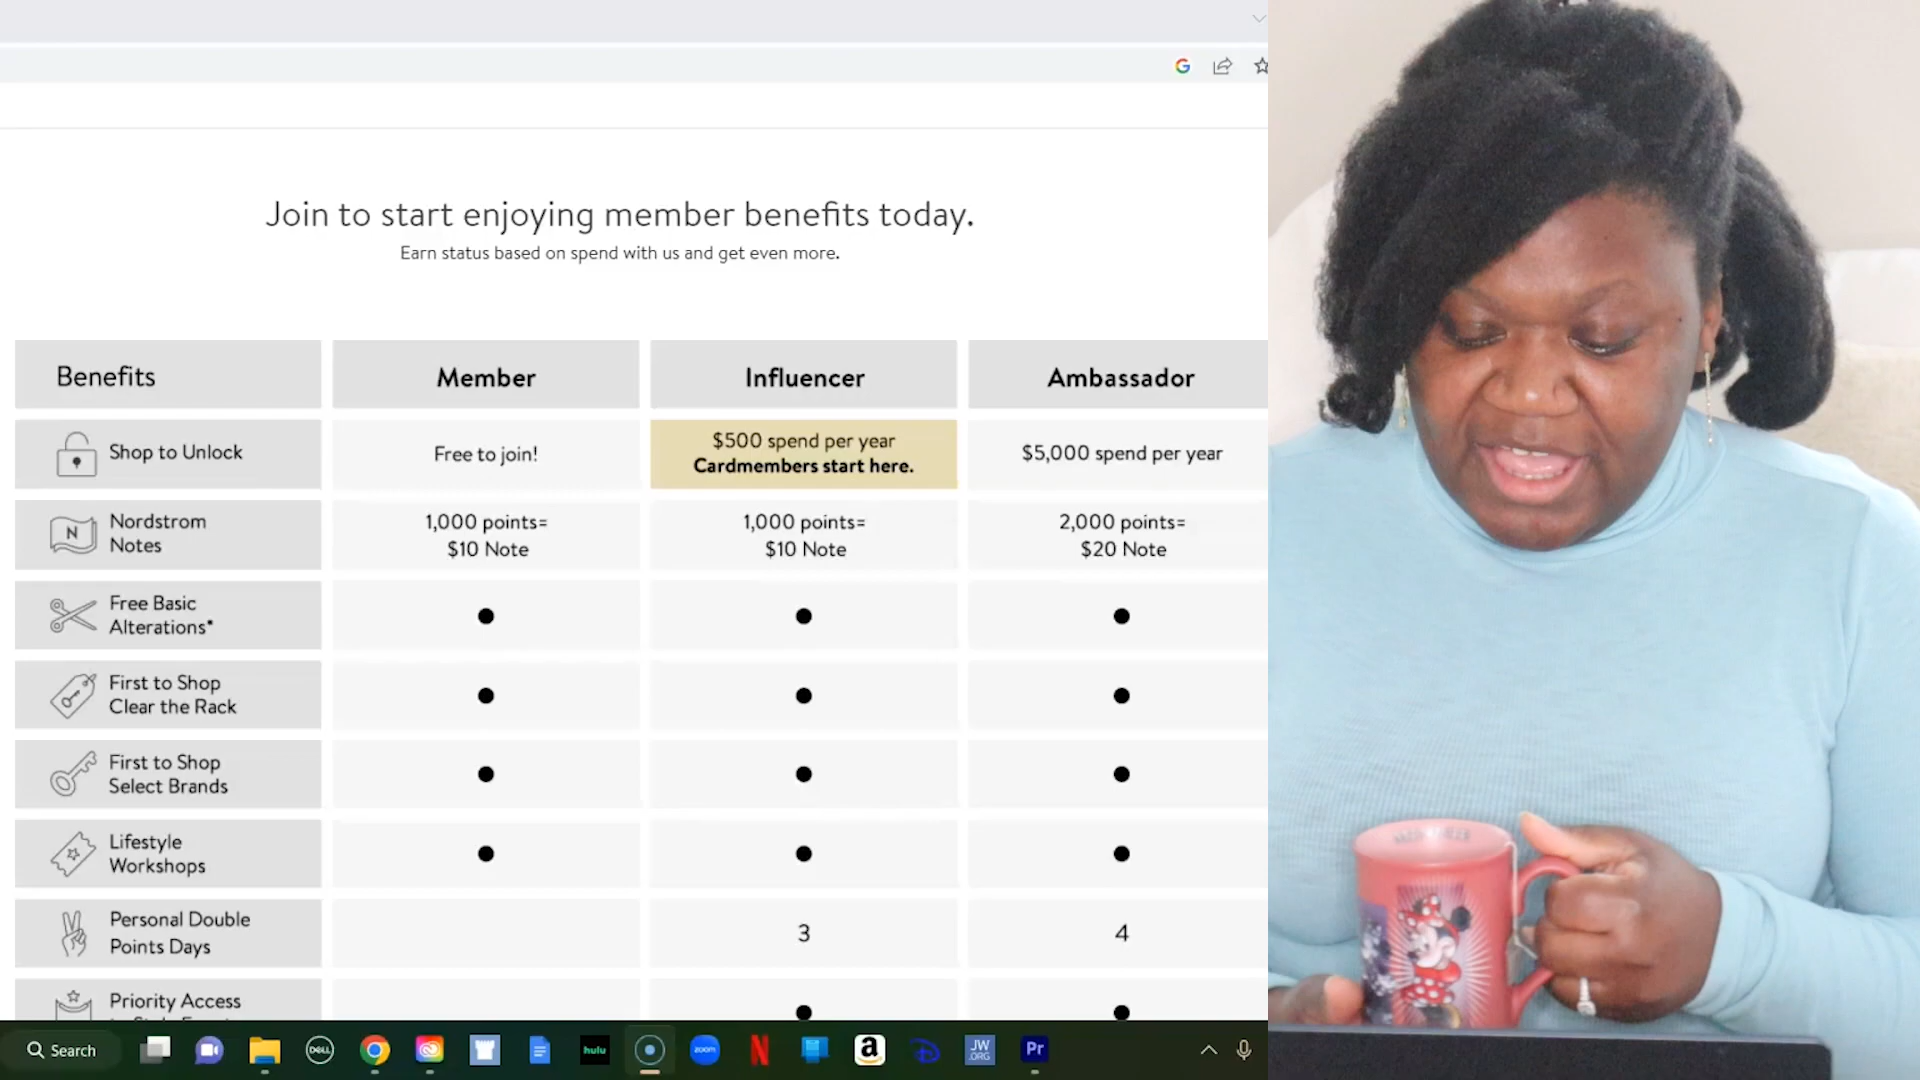 Join to start enjoying member benefits today.
Earn status based on spend with us and get even more.
Benefits
Member
Influencer
Ambassador
Shop to Unlock
Free to join!
$500 spend per year
Cardmembers start here.
$5,000 spend per year
N
Nordstrom
Notes
1,000 points=
$10 Note
1,000 points=
$10 Note
2,000 points=
$20 Note
Free Basic
Alterations*
First to Shop
Clear the Rack
First to Shop
Select Brands
Lifestyle
Workshops
Personal Double
Points Days
3
4
Priority Access
Search
DELL
hulu
zoom
N
a
JW
.ORG
Pr